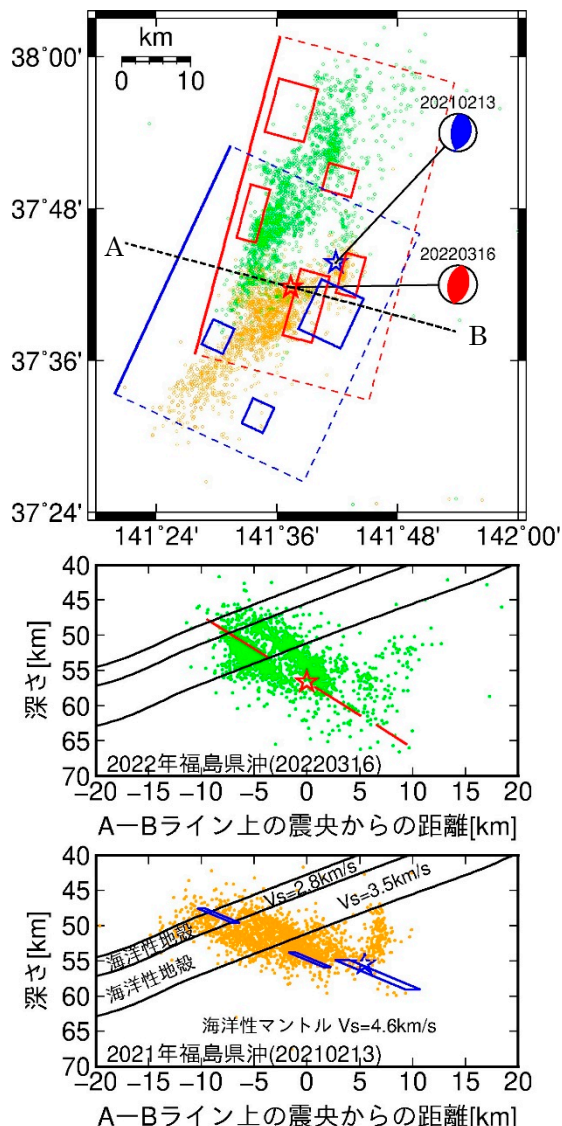 km
0 10
38˚00'
20210213
37˚48'
20220316
A
B
37˚36'
37˚24'
141˚24' 141˚36' 141˚48' 142˚00'
40
45
50
55
60
65
70
深さ[km]
2022年福島県沖(20220316)
−20 −15 −10 −5 0 5 10 15 20
A−Bライン上の震央からの距離[km]
40
45
50
55
60
65
70
深さ[km]
Vs=2.8km/s
Vs=3.5km/s
海洋性地殻
海洋性地殻
海洋性マントル Vs=4.6km/s
2021年福島県沖(20210213)
−20 −15 −10 −5 0 5 10 15 20
A−Bライン上の震央からの距離[km]